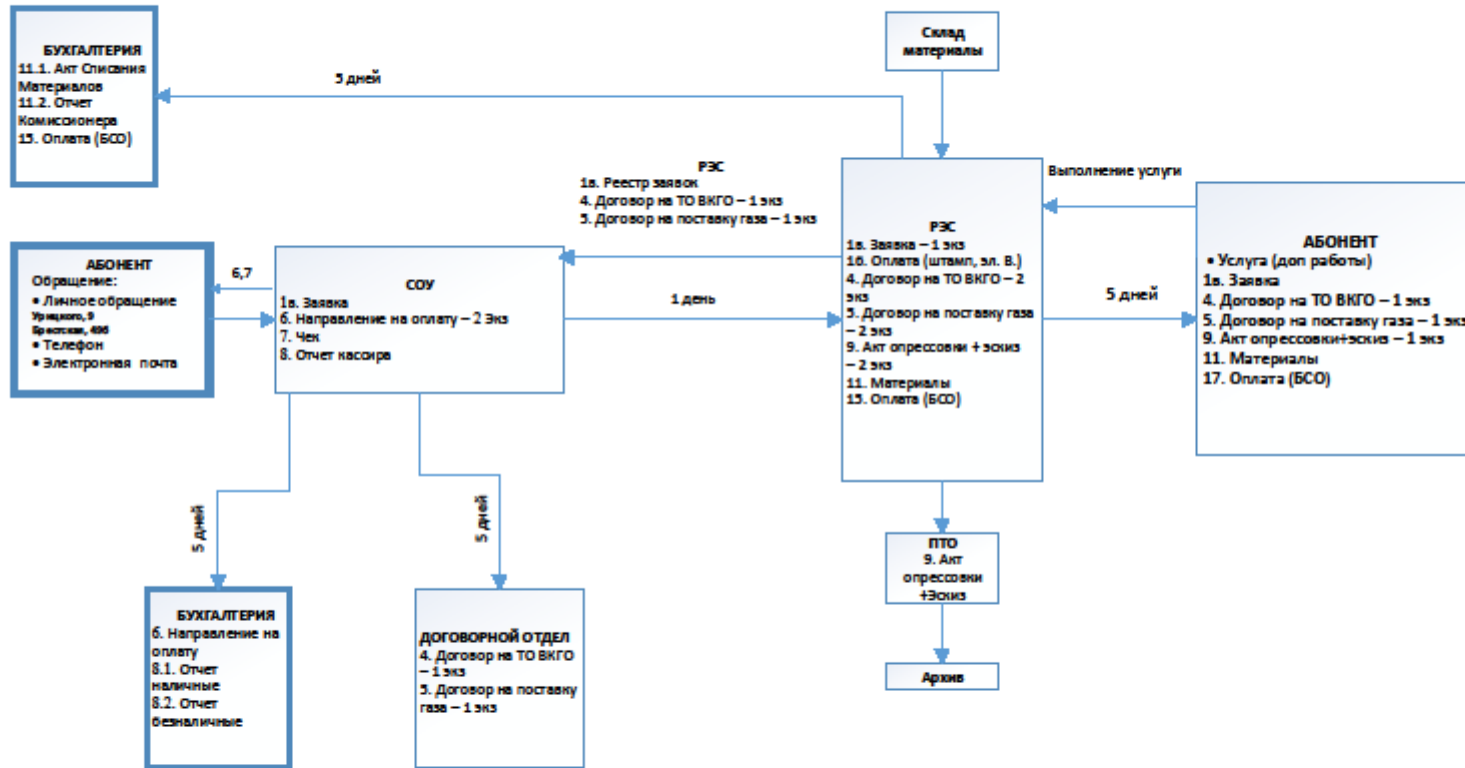 БУХГАЛТЕРИЯ
11.1. Акт Списания
Материалов
11.2. Отчет
Комиссионера
15. Оплата (БСО)
5 дней
Склад
материалы
РЭС
1в. Реестр заявок
4. Договор на ТО ВКГО – 1 экз
5. Договор на поставку газа – 1 экз
Выполнение услуги
АБОНЕНТ
Обращение:
• Личное обращение
Урицкого, 9
Брестская, 49б
• Телефон
• Электронная почта
6,7
СОУ
1в. Заявка
6. Направление на оплату – 2 Экз
7. Чек
8. Отчет кассира
1 день
РЭС
1в. Заявка – 1 экз
1б. Оплата (штамп, эл. В.)
4. Договор на ТО ВКГО – 2
экз
5. Договор на поставку газа
– 2 экз
9. Акт опрессовки + эскиз
– 2 экз
11. Материалы
15. Оплата (БСО)
5 дней
АБОНЕНТ
• Услуга (доп работы)
1в. Заявка
4. Договор на ТО ВКГО – 1 экз
5. Договор на поставку газа – 1 экз
9. Акт опрессовки+эскиз – 1 экз
11. Материалы
17. Оплата (БСО)
5 дней
5 дней
БУХГАЛТЕРИЯ
6. Направление на
оплату
8.1. Отчет
наличные
8.2. Отчет
безналичные
ДОГОВОРНОЙ ОТДЕЛ
4. Договор на ТО ВКГО
– 1 экз
5. Договор на поставку
газа – 1 экз
ПТО
9. Акт
опрессовки
+Эскиз
Архив